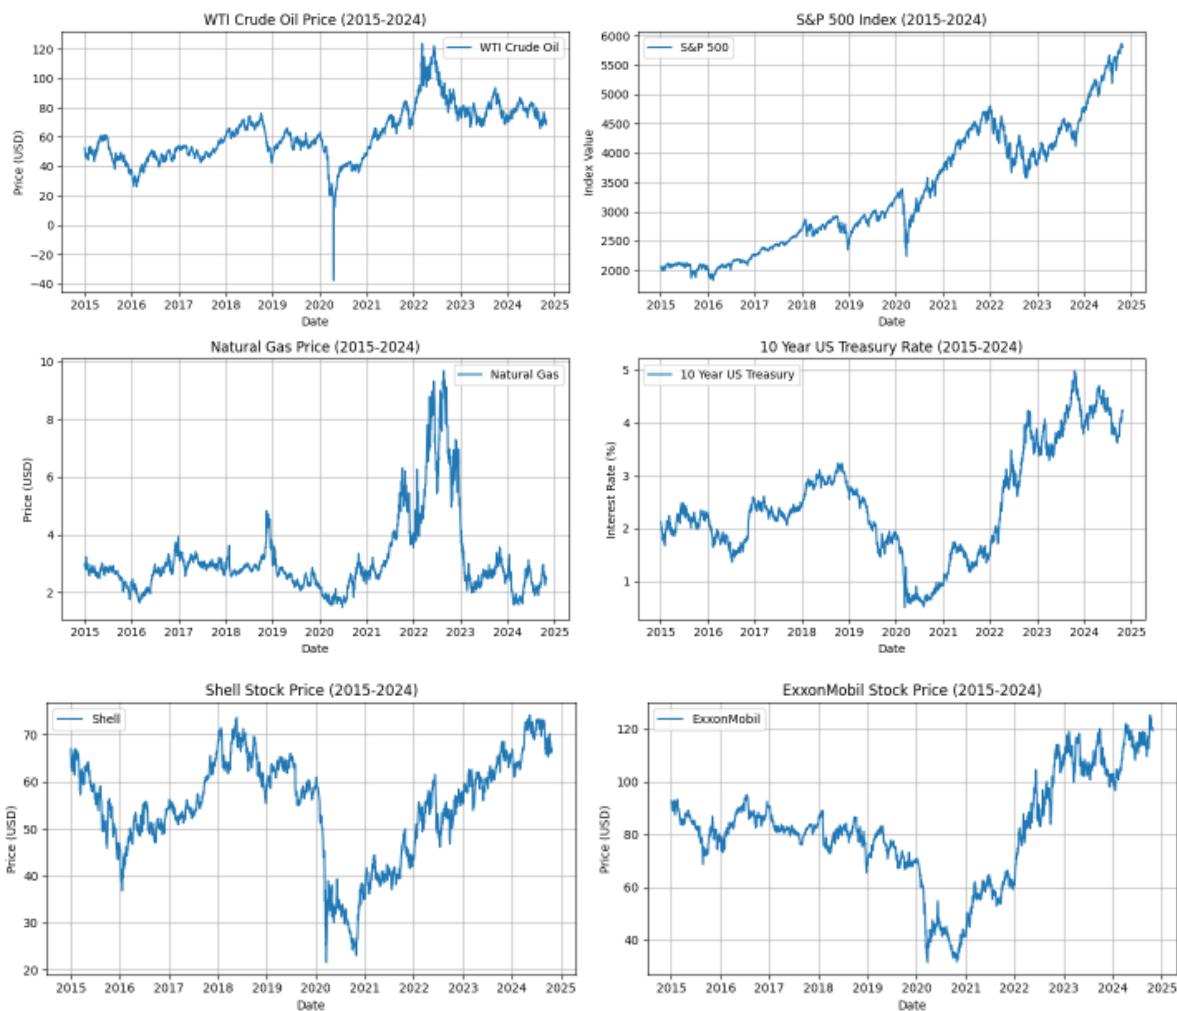 WTI Crude Oil Price (2015-2024)
WTI Crude Oil
Price (USD)
120
100
80
60
40
20
0
−20
−40
2015 2016 2017 2018 2019 2020 2021 2022 2023 2024 2025
Date
S&P 500 Index (2015-2024)
S&P 500
Index Value
6000
5500
5000
4500
4000
3500
3000
2500
2000
2015 2016 2017 2018 2019 2020 2021 2022 2023 2024 2025
Date
Natural Gas Price (2015-2024)
Natural Gas
Price (USD)
10
8
6
4
2
2015 2016 2017 2018 2019 2020 2021 2022 2023 2024 2025
Date
10 Year US Treasury Rate (2015-2024)
10 Year US Treasury
Interest Rate (%)
5
4
3
2
1
2015 2016 2017 2018 2019 2020 2021 2022 2023 2024 2025
Date
Shell Stock Price (2015-2024)
Shell
Price (USD)
70
60
50
40
30
20
2015 2016 2017 2018 2019 2020 2021 2022 2023 2024 2025
Date
ExxonMobil Stock Price (2015-2024)
ExxonMobil
Price (USD)
120
100
80
60
40
2015 2016 2017 2018 2019 2020 2021 2022 2023 2024 2025
Date